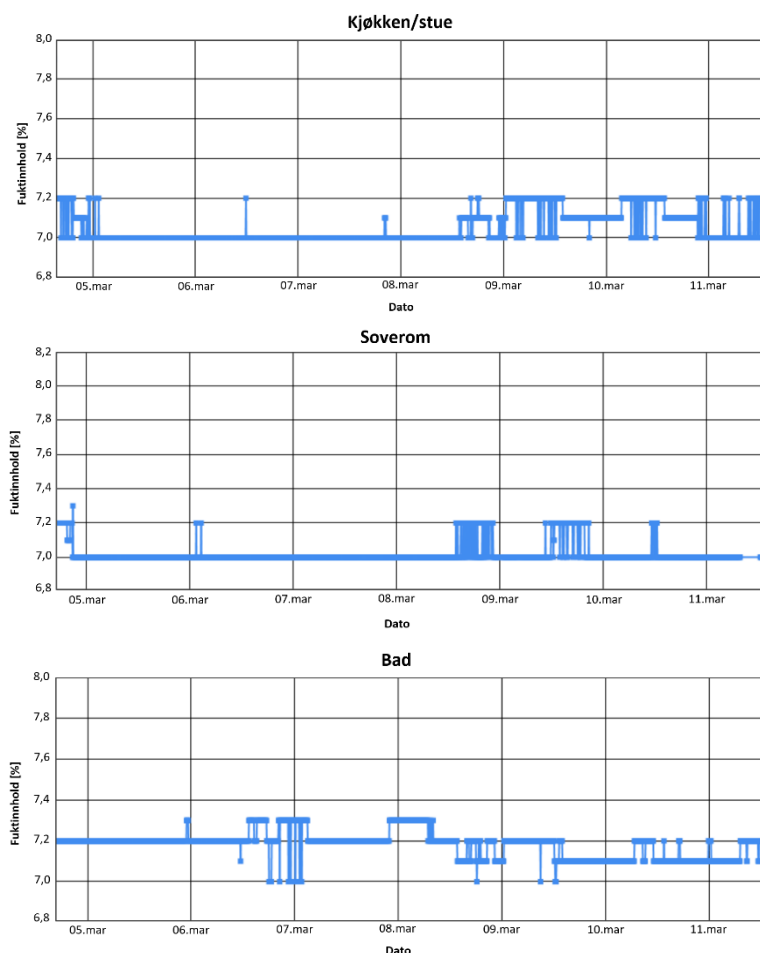 Kjøkken/stue
Fuktinnhold [%]
8,0
7,8
7,6
7,4
7,2
7,0
6,8
05.mar 06.mar 07.mar 08.mar 09.mar 10.mar 11.mar
Dato
Soverom
Fuktinnhold [%]
8,2
8,0
7,8
7,6
7,4
7,2
7,0
6,8
05.mar 06.mar 07.mar 08.mar 09.mar 10.mar 11.mar
Dato
Bad
Fuktinnhold [%]
8,0
7,8
7,6
7,4
7,2
7,0
6,8
05.mar 06.mar 07.mar 08.mar 09.mar 10.mar 11.mar
Dato